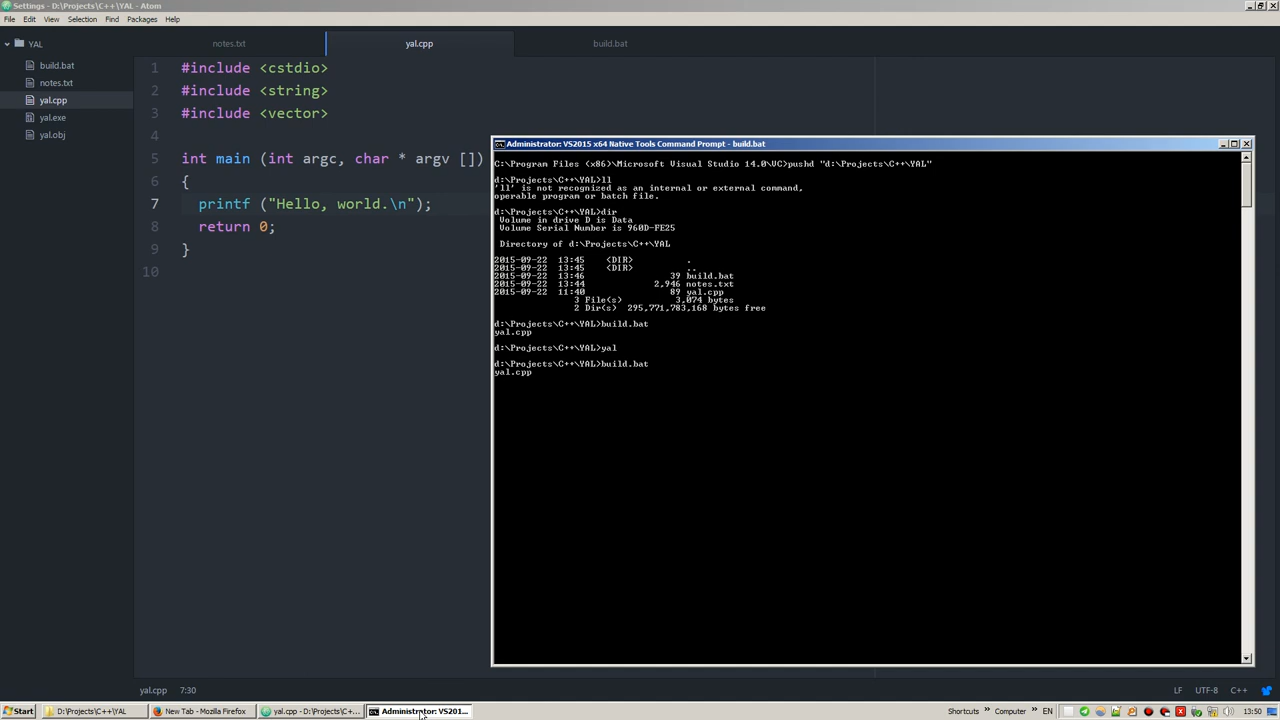 Settings - D:\Projects\C++\YAL - Atom
File Edit View Selection Find Packages Help
YAL
build.bat
notes.txt
yal.cpp
yal.exe
yal.obj
notes.txt yal.cpp build.bat
1 #include <cstdio>
2 #include <string>
3 #include <vector>
4
5 int main (int argc, char * argv [])
6 {
7 printf ("Hello, world.\n");
8 return 0;
9 }
10
Administrator: VS2015 x64 Native Tools Command Prompt - build.bat
C:\Program Files (x86)\Microsoft Visual Studio 14.0\VC>pushd "d:\Projects\C++\YAL"
d:\Projects\C++\YAL>ll
'll' is not recognized as an internal or external command,
operable program or batch file.
d:\Projects\C++\YAL>dir
Volume in drive D is Data
Volume Serial Number is 960D-FE25
Directory of d:\Projects\C++\YAL
2015-09-22 13:45 <DIR> .
2015-09-22 13:45 <DIR> ..
2015-09-22 13:46 39 build.bat
2015-09-22 13:44 2,946 notes.txt
2015-09-22 11:40 89 yal.cpp
3 File(s) 3,074 bytes
2 Dir(s) 295,771,783,168 bytes free
d:\Projects\C++\YAL>build.bat
yal.cpp
d:\Projects\C++\YAL>yal
d:\Projects\C++\YAL>build.bat
yal.cpp
yal.cpp 7:30 LF UTF-8 C++
Start D:\Projects\C++\YAL New Tab - Mozilla Firefox yal.cpp - D:\Projects\C+... Administrator: VS201... Shortcuts » Computer » EN 13:50